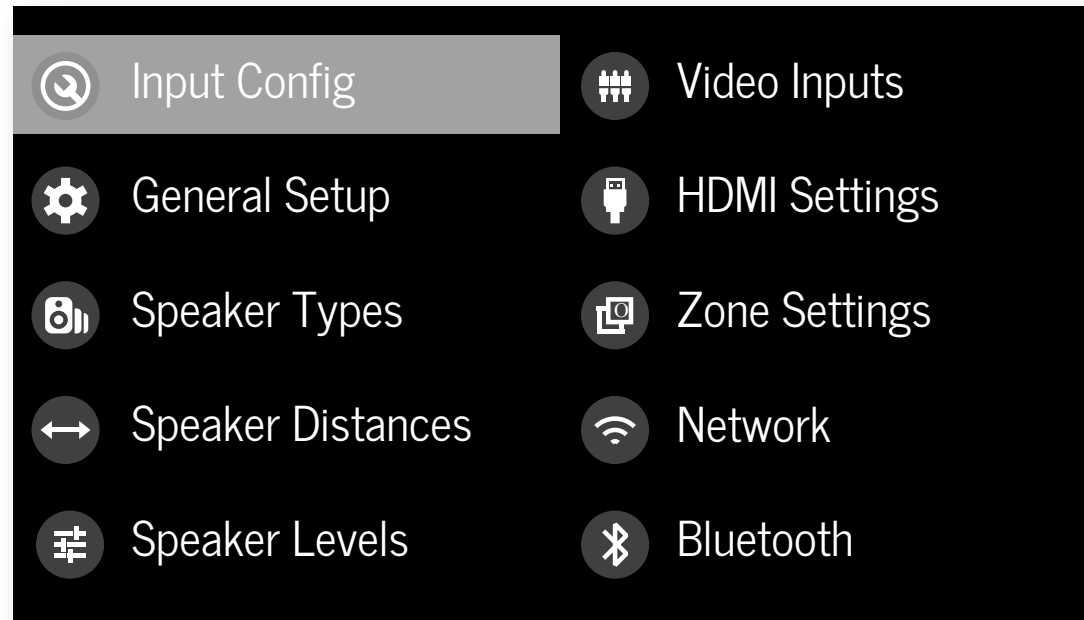 Input Config
General Setup
Speaker Types
Speaker Distances
Speaker Levels
Video Inputs
HDMI Settings
Zone Settings
Network
Bluetooth